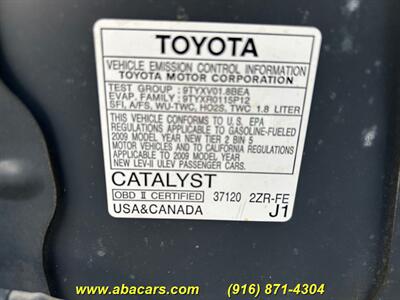 TOYOTA
VEHICLE EMISSION CONTROL INFORMATION
TOYOTA MOTOR CORPORATION
TEST GROUP : 9TYXV01.8BEA
EVAP. FAMILY : 9TYXR0115P12
SFI, A/FS, WU-TWC, HO2S, TWC 1.8 LITER
THIS VEHICLE CONFORMS TO U.S. EPA
REGULATIONS APPLICABLE TO GASOLINE-FUELED
2009 MODEL YEAR NEW TIER 2 BIN 5
MOTOR VEHICLES AND TO CALIFORNIA REGULATIONS
APPLICABLE TO 2009 MODEL YEAR
NEW LEV-II ULEV PASSENGER CARS.
CATALYST
OBD II CERTIFIED 37120 2ZR-FE
USA&CANADA J1
www.abacars.com (916) 871-4304